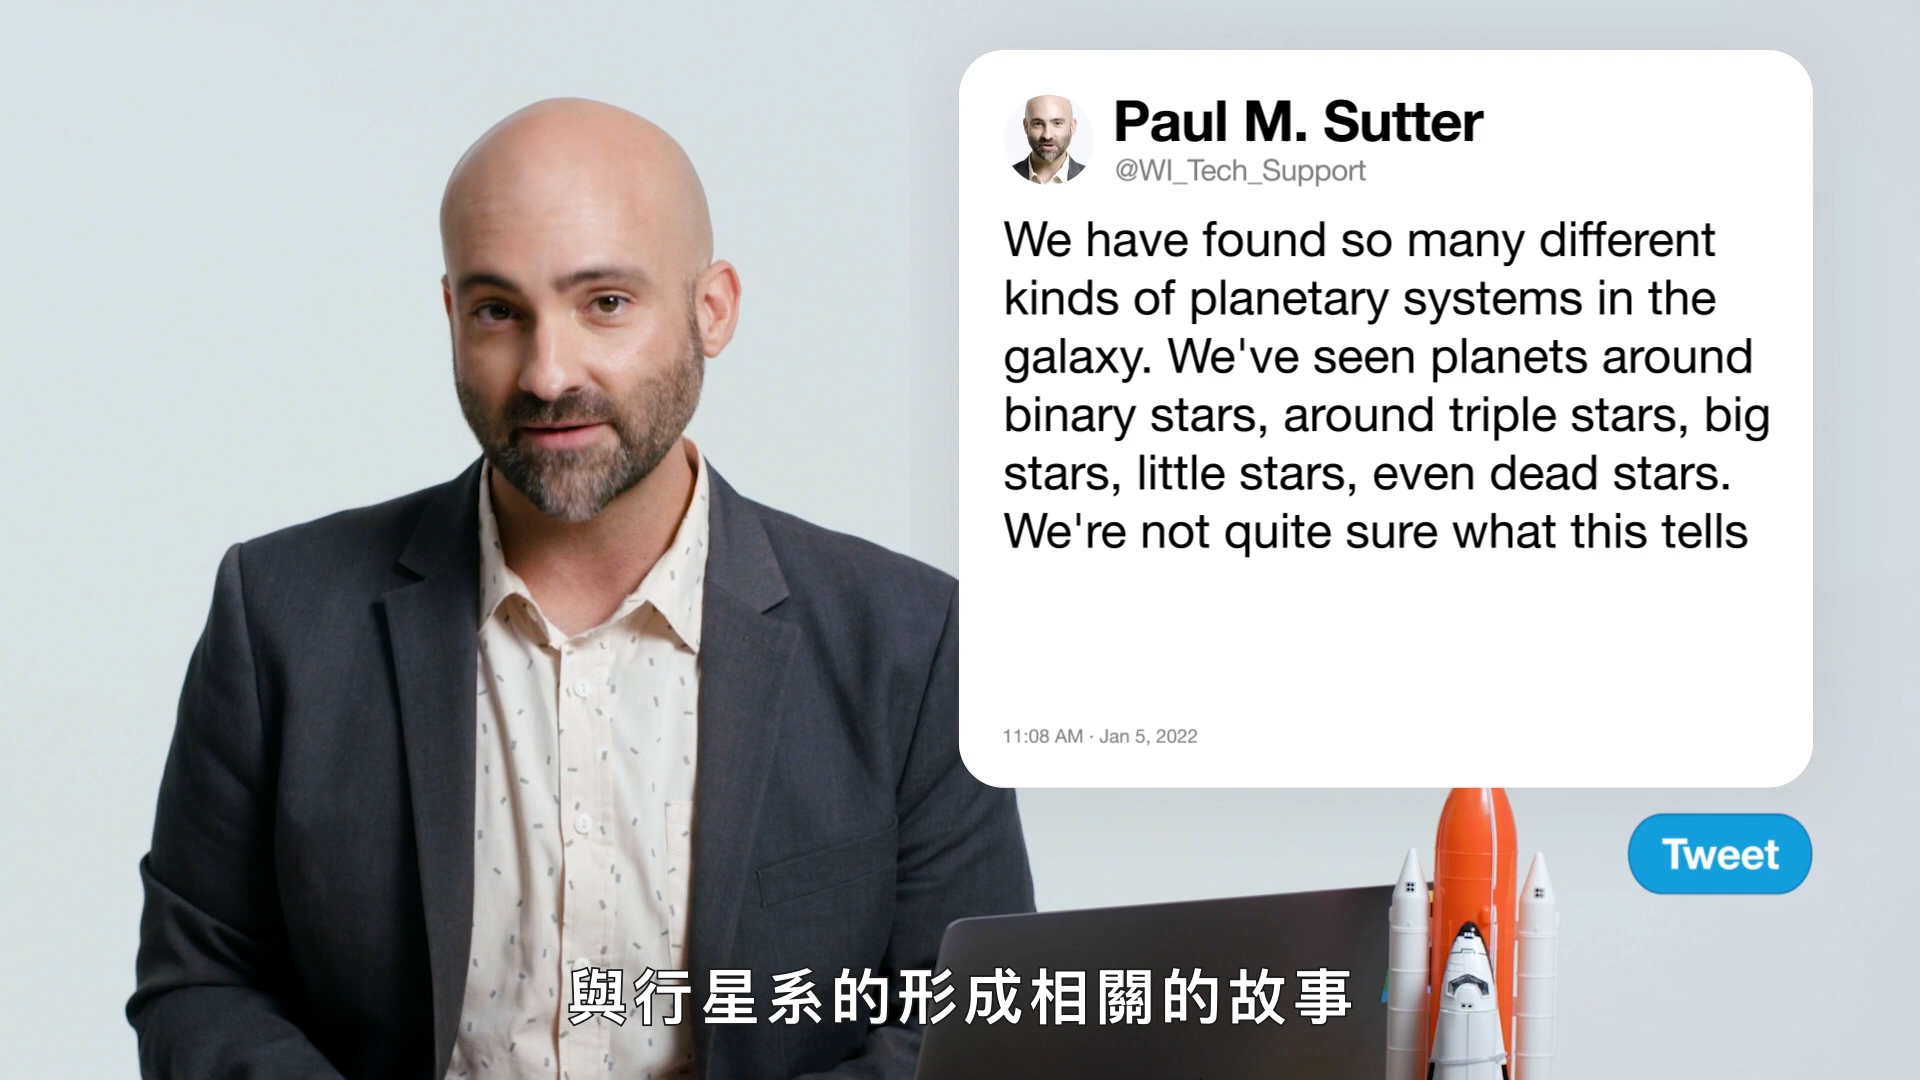 Paul M. Sutter
@WI_Tech_Support
We have found so many different
kinds of planetary systems in the
galaxy. We've seen planets around
binary stars, around triple stars, big
stars, little stars, even dead stars.
We're not quite sure what this tells
11:08 AM · Jan 5, 2022
Tweet
與行星系的形成相關的故事